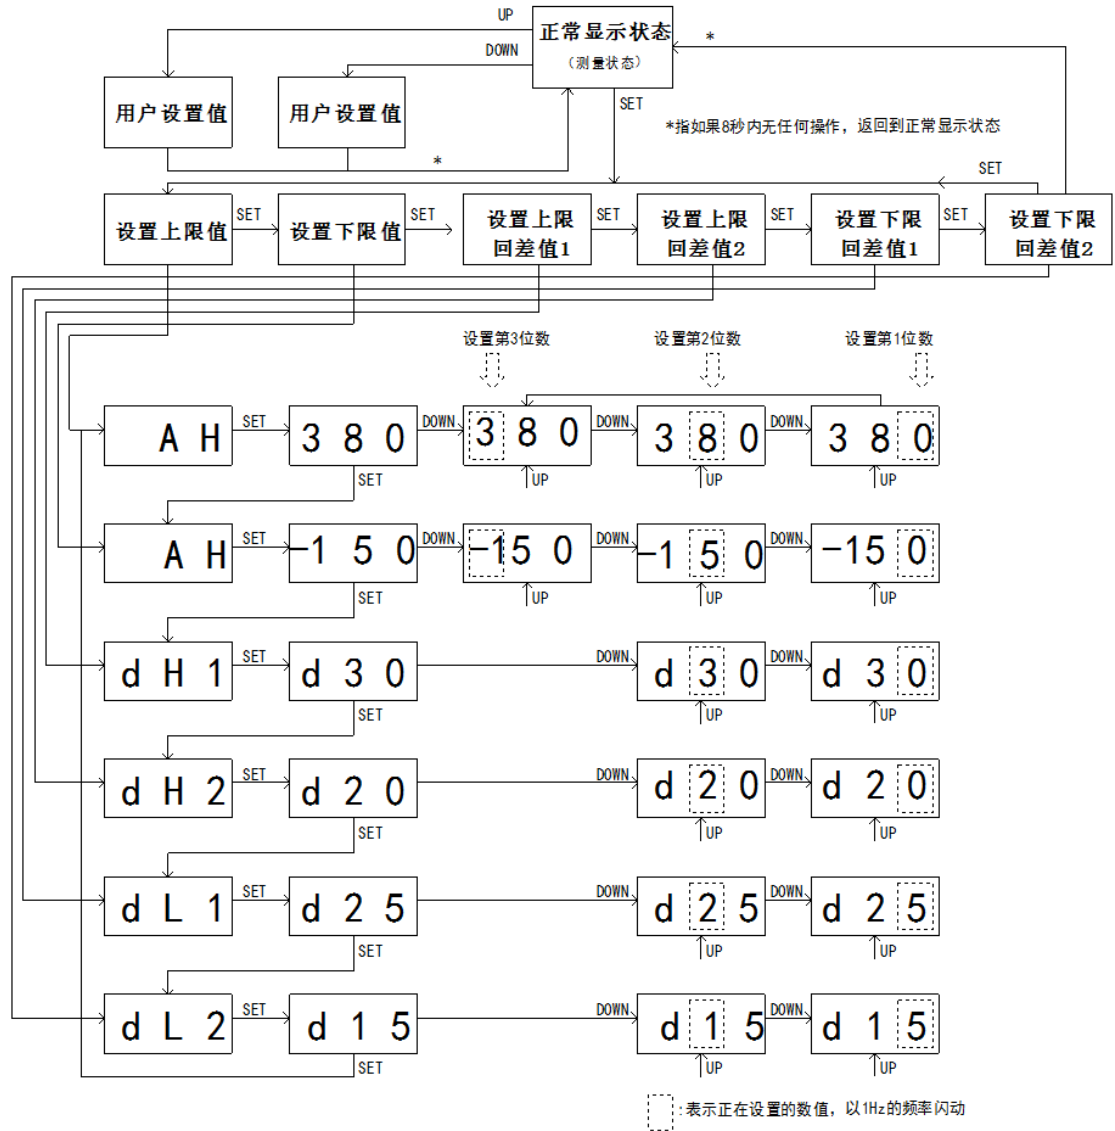 UP
正常显示状态
DOWN
(测量状态)
*
用户设置值
用户设置值
SET
*指如果8秒内无任何操作，返回到正常显示状态
*
SET
设置上限值
SET
设置下限值
SET
设置上限
回差值1
SET
设置上限
回差值2
SET
设置下限
回差值1
SET
设置下限
回差值2
设置第3位数
设置第2位数
设置第1位数
A H
SET
3 8 0
DOWN
3 8 0
DOWN
3 8 0
DOWN
3 8 0
SET
UP
UP
UP
A H
SET
-1 5 0
DOWN
-15 0
DOWN
-1 5 0
DOWN
-15 0
SET
UP
UP
UP
d H 1
SET
d 3 0
DOWN
d 3 0
DOWN
d 3 0
SET
UP
UP
d H 2
SET
d 2 0
DOWN
d 2 0
DOWN
d 2 0
SET
UP
UP
d L 1
SET
d 2 5
DOWN
d 2 5
DOWN
d 2 5
SET
UP
UP
d L 2
SET
d 1 5
DOWN
d 1 5
DOWN
d 1 5
SET
UP
UP
:表示正在设置的数值，以1Hz的频率闪动